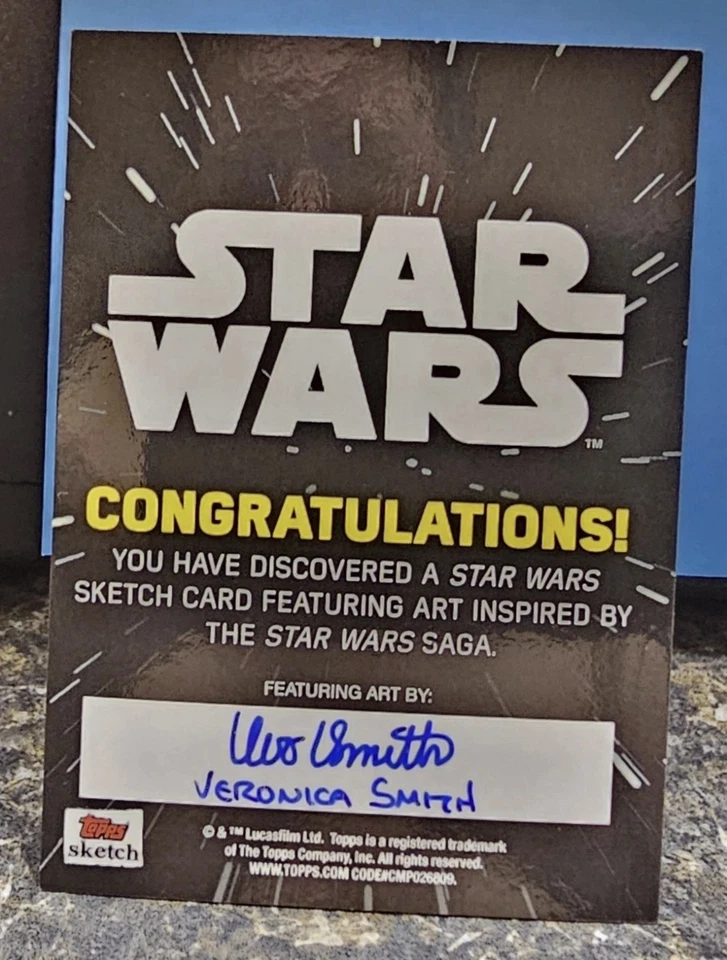 STAR
WARS
TM
CONGRATULATIONS!
YOU HAVE DISCOVERED A STAR WARS
SKETCH CARD FEATURING ART INSPIRED BY
THE STAR WARS SAGA.
FEATURING ART BY:
VERONICA SMITH
Topps
sketch
© & ™ Lucasfilm Ltd. Topps is a registered trademark
of The Topps Company, Inc. All rights reserved.
WWW.TOPPS.COM CODE#CMP026809.